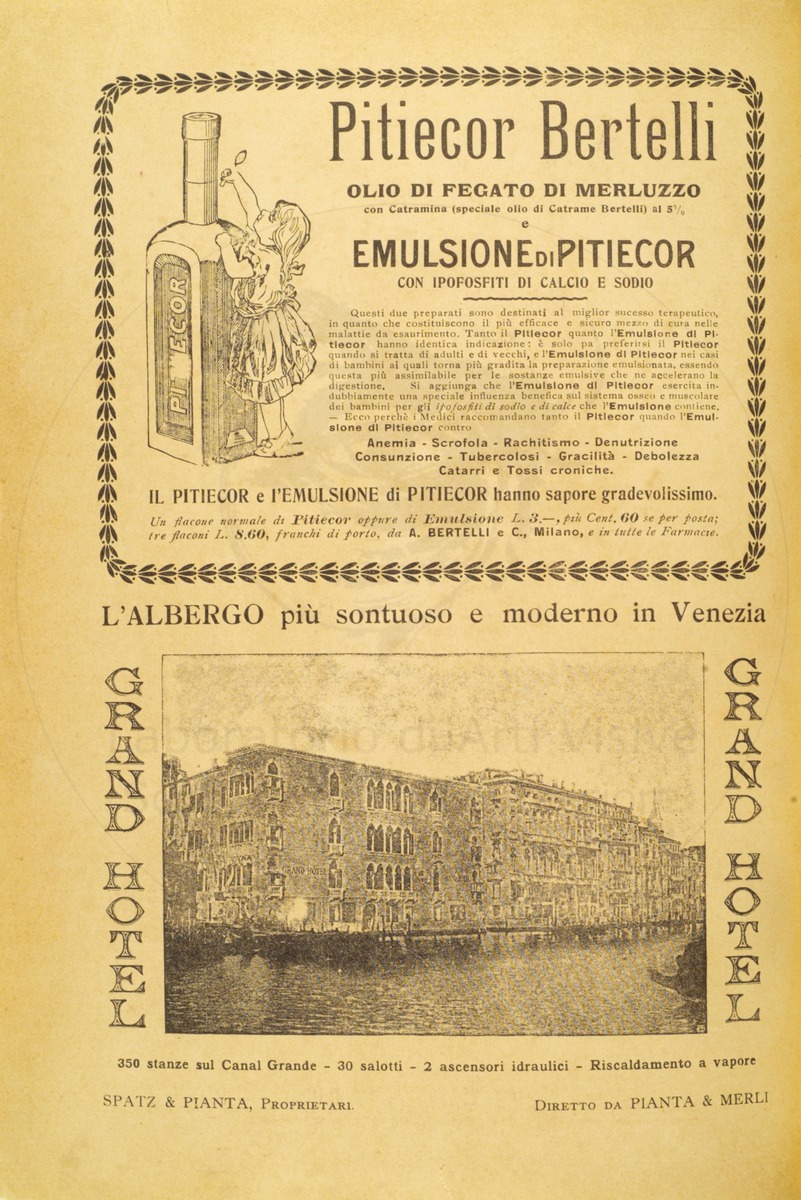 Pitiecor Bertelli
OLIO DI FEGATO DI MERLUZZO
con Catramina (speciale olio di Catrame Bertelli) al 5%
e
EMULSIONE DI PITIECOR
CON IPOFOSFITI DI CALCIO E SODIO
PITIECOR
Questi due preparati sono destinati al miglior sucesso terapeutico,
in quanto che costituiscono il più efficace e sicuro mezzo di cura nelle
malattie da esaurimento. Tanto il Pitiecor quanto l'Emulsione di Pi-
tiecor hanno identica indicazione: è solo pa preferirsi il Pitiecor
quando si tratta di adulti e di vecchi, e l'Emulsione di Pitiecor nei casi
di bambini ai quali torna più gradita la preparazione emulsionata, essendo
questa più assimilabile per le sostanze emulsive che ne accelerano la
digestione. Si aggiunga che l'Emulsione di Pitiecor esercita in-
dubbiamente una speciale influenza benefica sul sistema osseo e muscolare
dei bambini per gli ipofosfiti di sodio e di calce che l'Emulsione contiene.
— Ecco perchè i Medici raccomandano tanto il Pitiecor quando l'Emul-
sione di Pitiecor contro
Anemia - Scrofola - Rachitismo - Denutrizione
Consunzione - Tubercolosi - Gracilità - Debolezza
Catarri e Tossi croniche.
IL PITIECOR e l'EMULSIONE di PITIECOR hanno sapore gradevolissimo.
Un flacone normale di Pitiecor oppure di Emulsione L. 3.—, più Cent. 60 se per posta;
tre flaconi L. 8.60, franchi di porto, da A. BERTELLI e C., Milano, e in tutte le Farmacie.
L'ALBERGO più sontuoso e moderno in Venezia
GRAND HOTEL
GRAND HOTEL
GRAND HOTEL
350 stanze sul Canal Grande - 30 salotti - 2 ascensori idraulici - Riscaldamento a vapore
SPATZ & PIANTA, PROPRIETARI.
DIRETTO DA PIANTA & MERLI